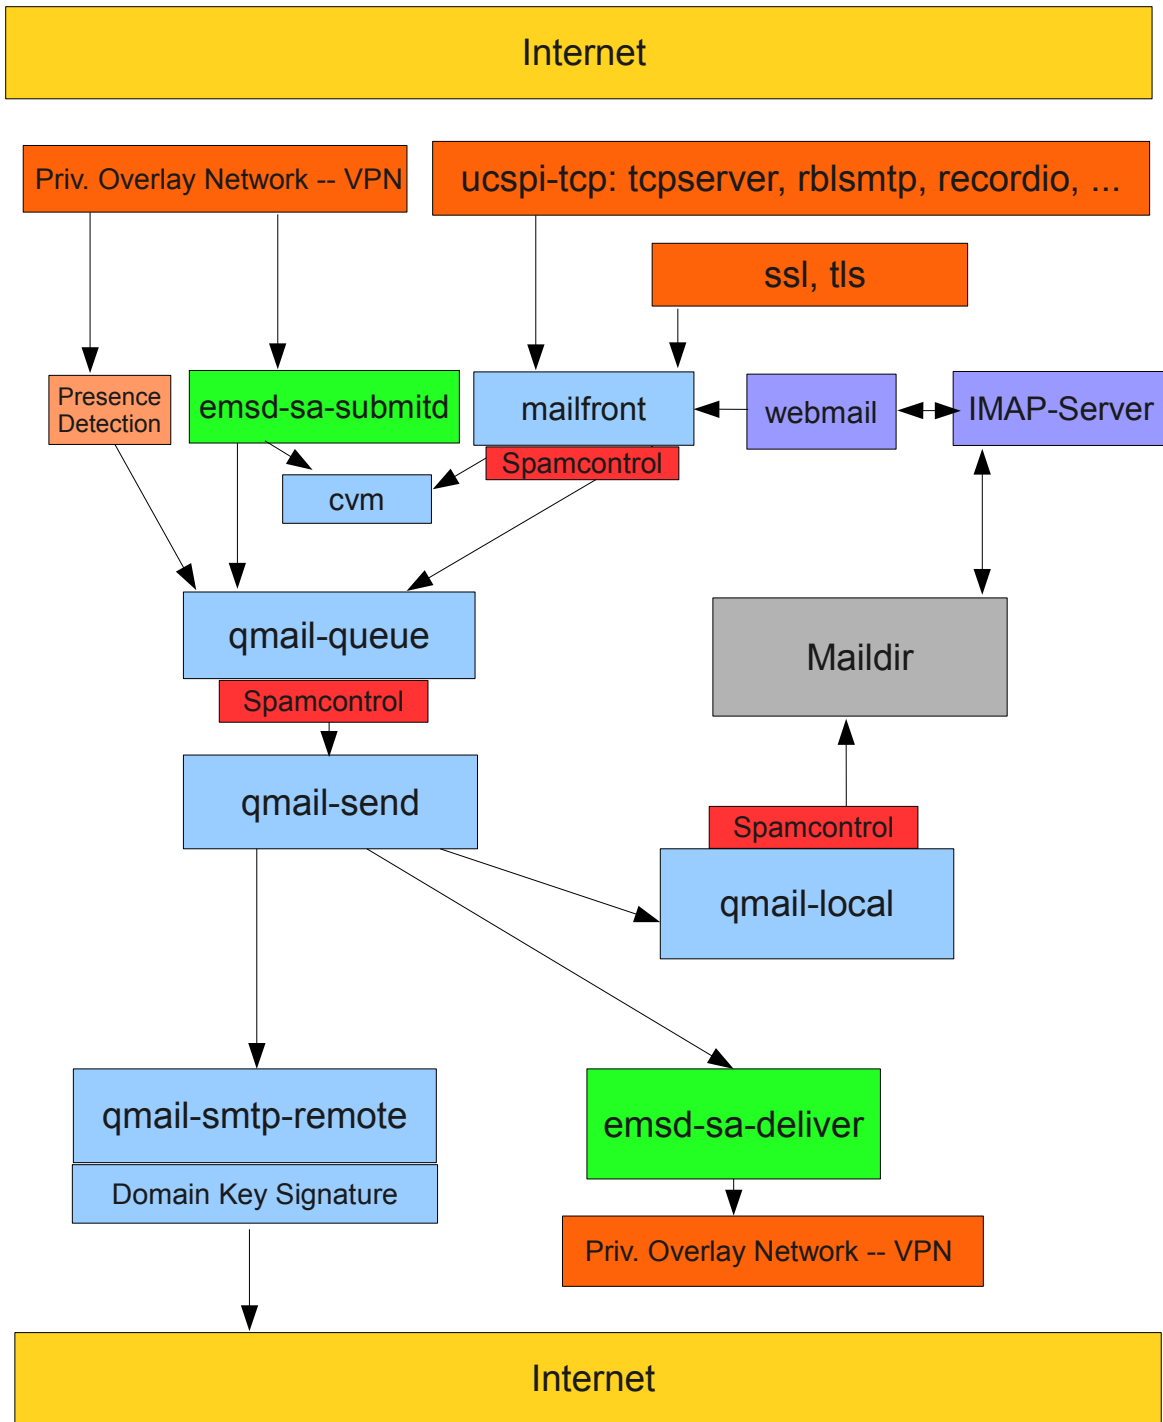 Internet
Priv. Overlay Network -- VPN
ucspi-tcp: tcpserver, rblsmtp, recordio, ...
ssl, tls
Presence
Detection
emsd-sa-submitd
mailfront
webmail
IMAP-Server
Spamcontrol
cvm
qmail-queue
Maildir
Spamcontrol
qmail-send
Spamcontrol
qmail-local
qmail-smtp-remote
emsd-sa-deliver
Domain Key Signature
Priv. Overlay Network -- VPN
Internet